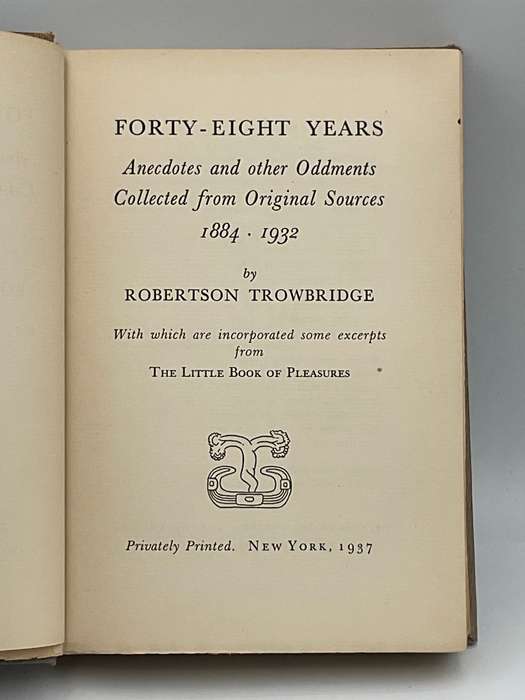 FORTY-EIGHT YEARS
Anecdotes and other Oddments
Collected from Original Sources
1884 · 1932
by
ROBERTSON TROWBRIDGE
With which are incorporated some excerpts
from
THE LITTLE BOOK OF PLEASURES
Privately Printed. NEW YORK, 1937